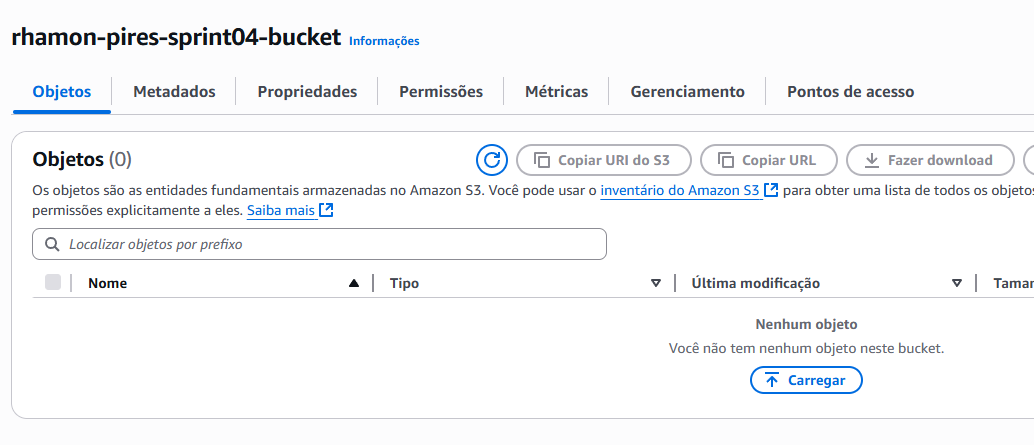 rhamon-pires-sprint04-bucket Informações
Objetos Metadados Propriedades Permissões Métricas Gerenciamento Pontos de acesso
Objetos (0) Copiar URI do S3 Copiar URL Fazer download
Os objetos são as entidades fundamentais armazenadas no Amazon S3. Você pode usar o inventário do Amazon S3 para obter uma lista de todos os objetos
permissões explicitamente a eles. Saiba mais
Localizar objetos por prefixo
Nome Tipo Última modificação
Nenhum objeto
Você não tem nenhum objeto neste bucket.
Carregar